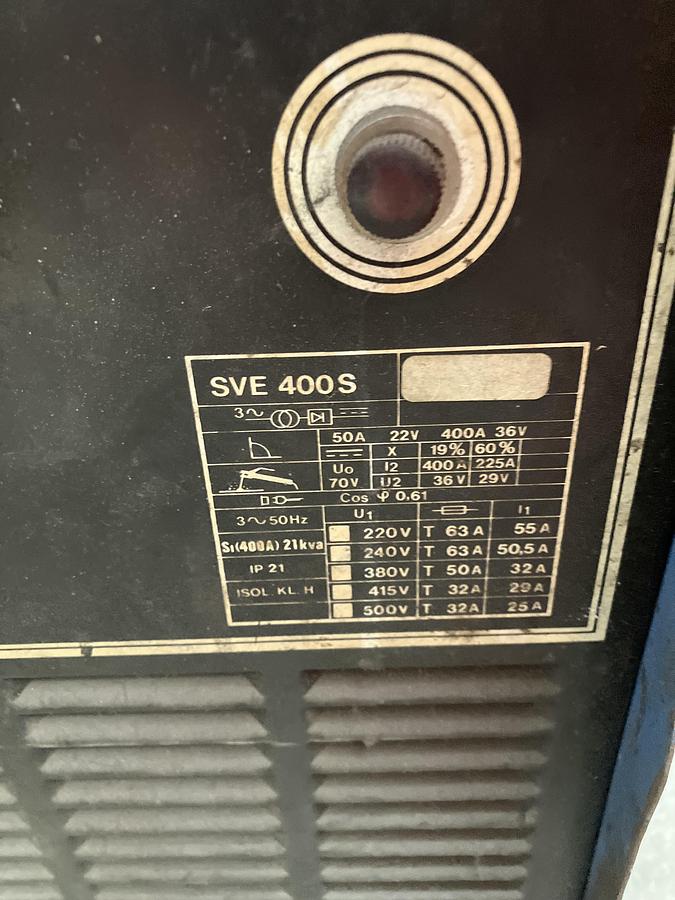 SVE 400S
3~
50A 22V 400A 36V
X 19% 60%
Uo I2 400A 225A
70V U2 36V 29V
Cos φ 0,61
3~50Hz U1 I1
220V T 63A 55A
S1(400A) 21kva 240V T 63A 50,5A
IP 21 380V T 50A 32A
ISOL. KL. H 415V T 32A 29A
500V T 32A 25A